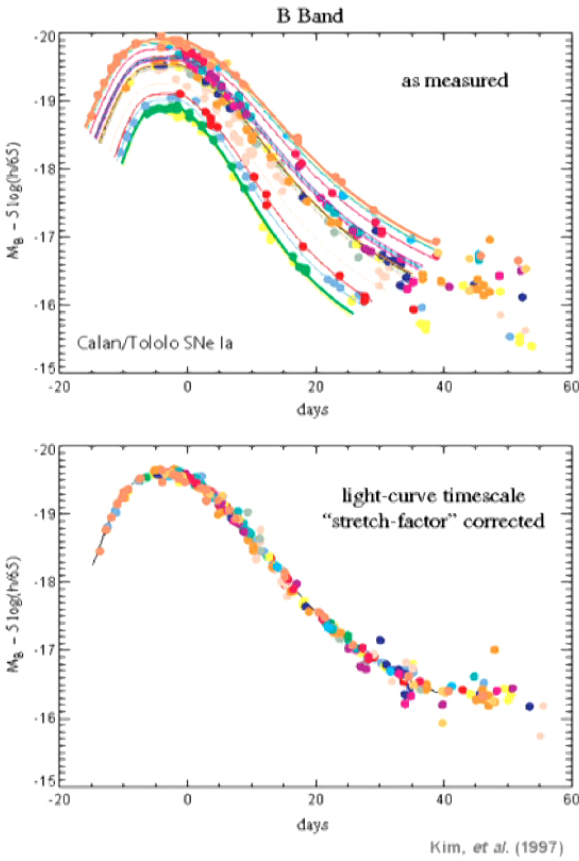 B Band
as measured
-20
-19
-18
-17
-16
-15
M_B – 5 log(h/65)
Calan/Tololo SNe Ia
-20 0 20 40 60
days
-20
-19
-18
-17
-16
-15
M_B – 5 log(h/65)
light-curve timescale
“stretch-factor” corrected
-20 0 20 40 60
days
Kim, et al. (1997)